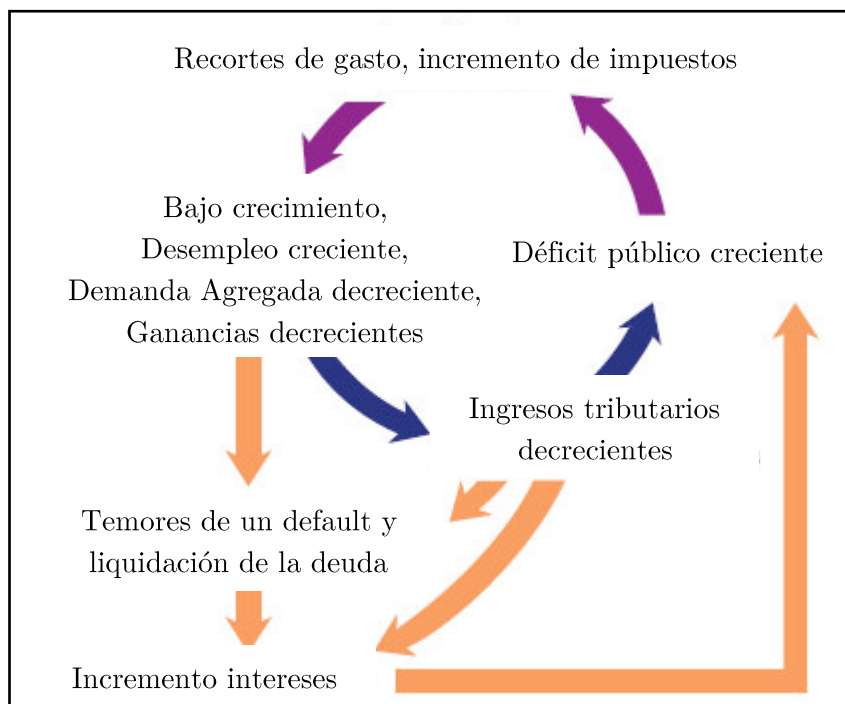 Recortes de gasto, incremento de impuestos
Bajo crecimiento,
Desempleo creciente,
Demanda Agregada decreciente,
Ganancias decrecientes
Déficit público creciente
Ingresos tributarios
decrecientes
Temores de un default y
liquidación de la deuda
Incremento intereses